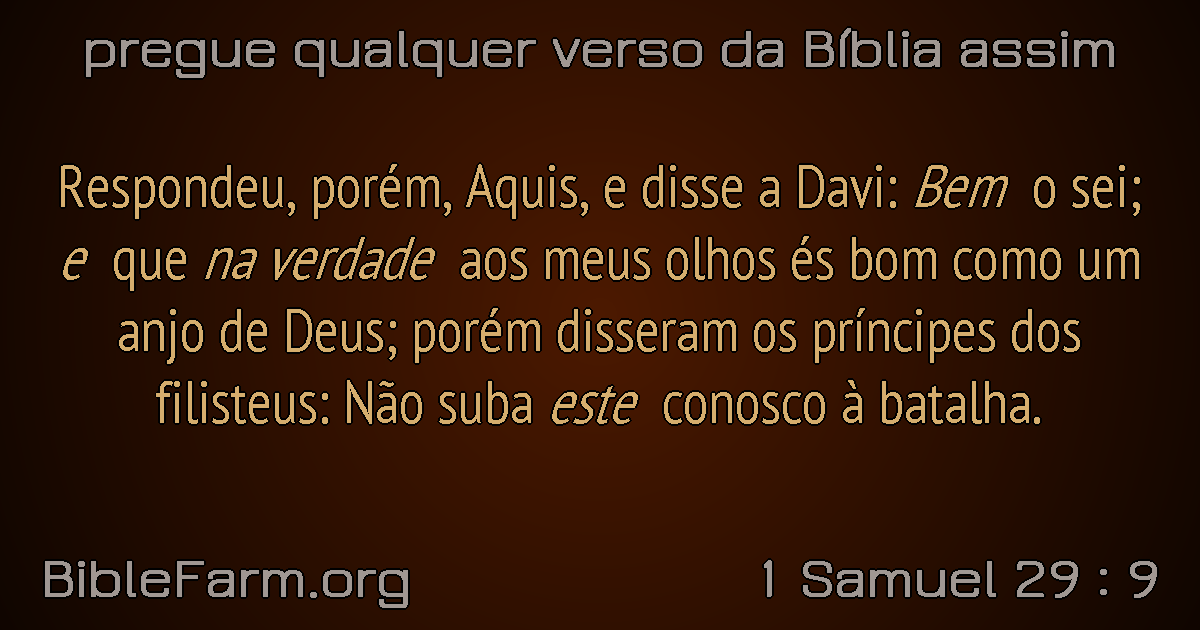 pregue qualquer verso da Bíblia assim
Respondeu, porém, Aquis, e disse a Davi: Bem o sei;
e que na verdade aos meus olhos és bom como um
anjo de Deus; porém disseram os príncipes dos
filisteus: Não suba este conosco à batalha.
BibleFarm.org
1 Samuel 29 : 9